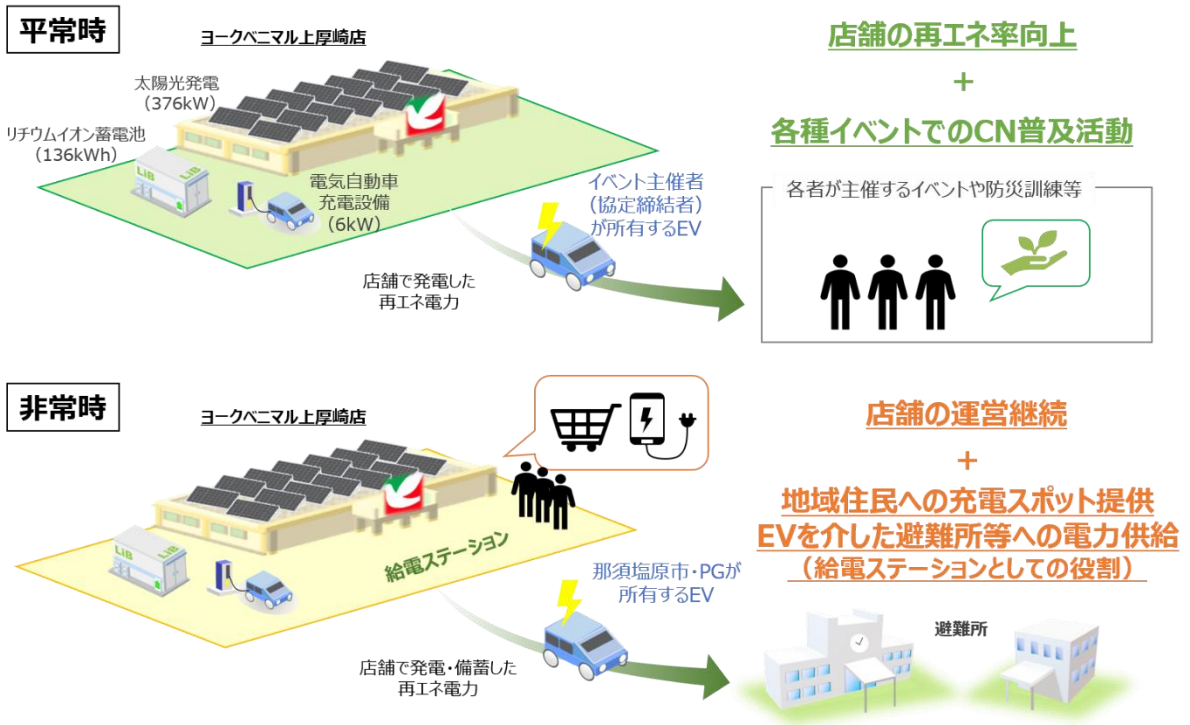 平常時
ヨークベニマル上厚崎店
太陽光発電
(376kW)
リチウムイオン蓄電池
(136kWh)
LiB
LiB
電気自動車
充電設備
(6kW)
イベント主催者
(協定締結者)
が所有するEV
店舗で発電した
再エネ電力
店舗の再エネ率向上
+
各種イベントでのCN普及活動
各者が主催するイベントや防災訓練等
非常時
ヨークベニマル上厚崎店
LiB
LiB
給電ステーション
那須塩原市・PGが
所有するEV
店舗で発電・備蓄した
再エネ電力
店舗の運営継続
+
地域住民への充電スポット提供
EVを介した避難所等への電力供給
(給電ステーションとしての役割)
避難所